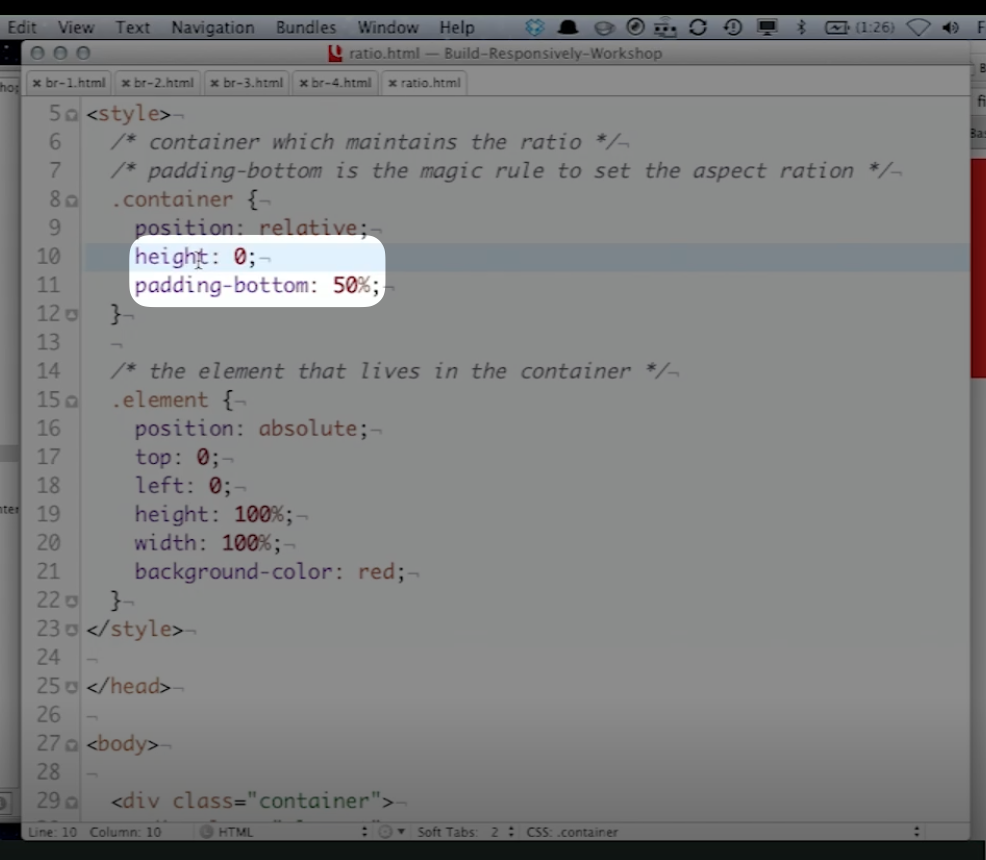 Edit View Text Navigation Bundles Window Help (1:26)
ratio.html — Build-Responsively-Workshop
br-1.html br-2.html br-3.html br-4.html ratio.html
5 <style>¬
6 /* container which maintains the ratio */¬
7 /* padding-bottom is the magic rule to set the aspect ration */¬
8 .container {¬
9 position: relative;¬
10 height: 0;¬
11 padding-bottom: 50%;¬
12 }¬
13 ¬
14 /* the element that lives in the container */¬
15 .element {¬
16 position: absolute;¬
17 top: 0;¬
18 left: 0;¬
19 height: 100%;¬
20 width: 100%;¬
21 background-color: red;¬
22 }¬
23 </style>¬
24 ¬
25 </head>¬
26 ¬
27 <body>¬
28 ¬
29 <div class="container">¬
Line: 10 Column: 10 HTML Soft Tabs: 2 CSS: .container